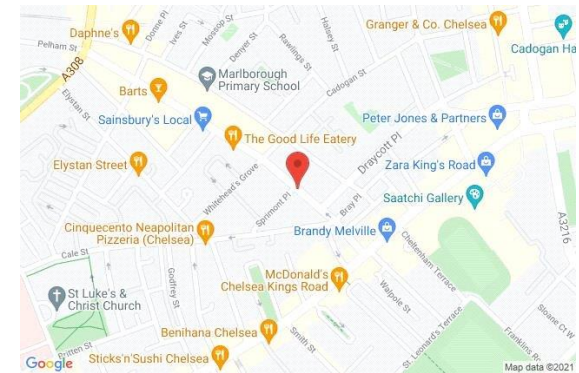 Daphne's
Donne Pl
Ives St
Mossop St
Denyer St
Rawlings St
Halsey St
Granger & Co. Chelsea
Cadogan Ha
Pelham St
A308
Marlborough
Primary School
Cadogan St
Elystan St
Barts
Sainsbury's Local
Peter Jones & Partners
The Good Life Eatery
Draycott Pl
Elystan Street
Zara King's Road
Whitehead's Grove
Sprimont Pl
Bray Pl
Saatchi Gallery
A3216
Cinquecento Neapolitan
Pizzeria (Chelsea)
Brandy Melville
Cale St
Cheltenham Terrace
Godfrey St
McDonald's
Chelsea Kings Road
Walpole St
St Luke's &
Christ Church
Sloane Ct W
Benihana Chelsea
Smith St
St. Leonard's Terrace
Franklins R
Britten St
Sticks'n'Sushi Chelsea
Google
Map data ©2021